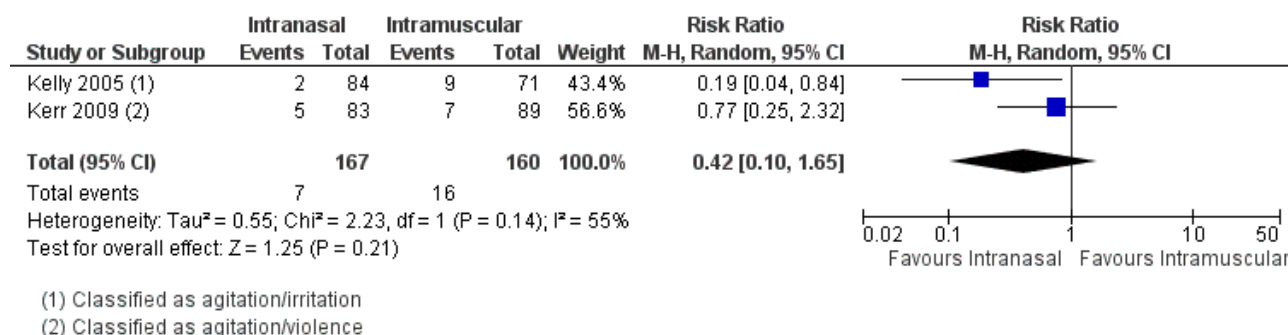 Intranasal Intramuscular Risk Ratio Risk Ratio
Study or Subgroup Events Total Events Total Weight M-H, Random, 95% CI M-H, Random, 95% CI
Kelly 2005 (1) 2 84 9 71 43.4% 0.19 [0.04, 0.84]
Kerr 2009 (2) 5 83 7 89 56.6% 0.77 [0.25, 2.32]
Total (95% CI) 167 160 100.0% 0.42 [0.10, 1.65]
Total events 7 16
Heterogeneity: Tau² = 0.55; Chi² = 2.23, df = 1 (P = 0.14); I² = 55%
Test for overall effect: Z = 1.25 (P = 0.21)
0.02 0.1 1 10 50
Favours Intranasal Favours Intramuscular
(1) Classified as agitation/irritation
(2) Classified as agitation/violence